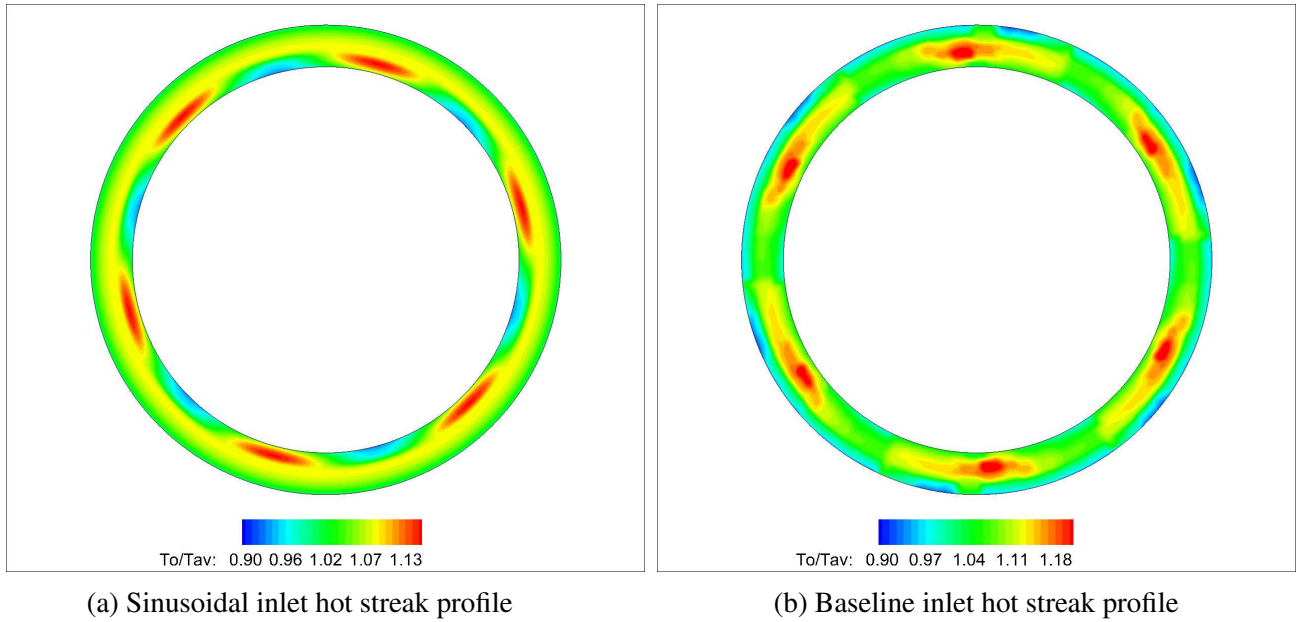 To/Tav: 0.90 0.96 1.02 1.07 1.13
To/Tav: 0.90 0.97 1.04 1.11 1.18
(a) Sinusoidal inlet hot streak profile
(b) Baseline inlet hot streak profile